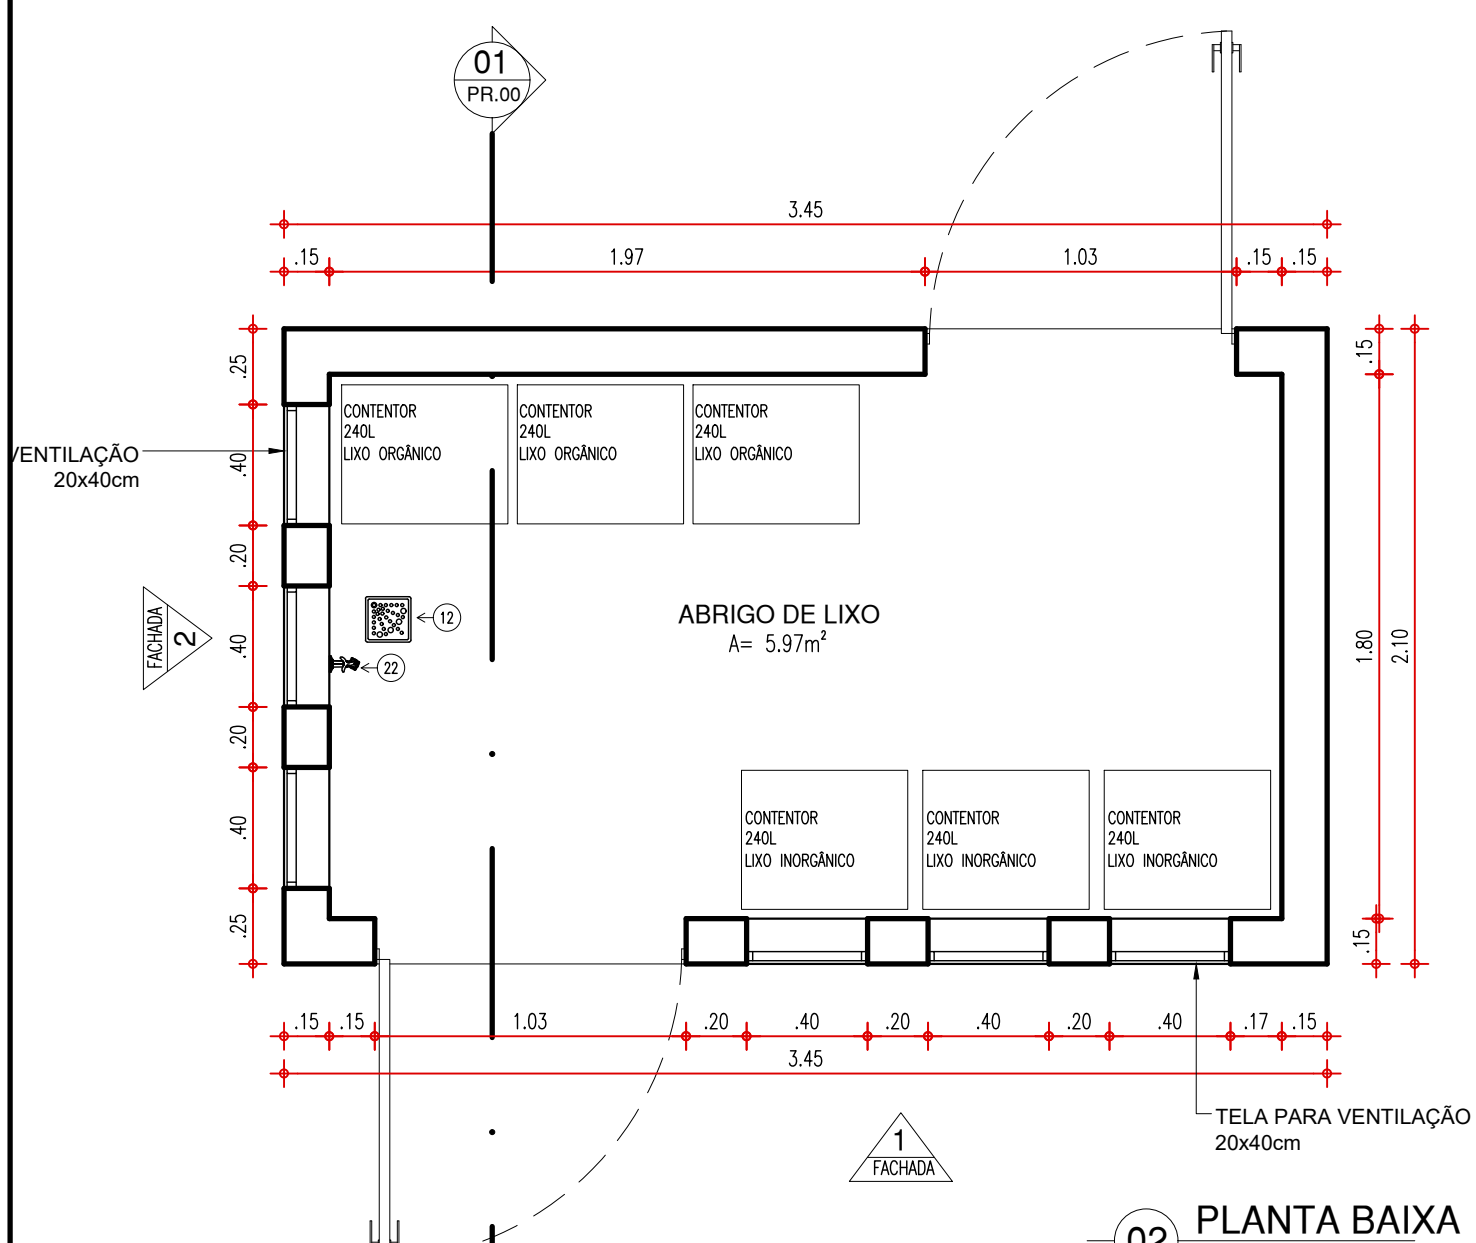 01
PR.00
3.45
.15
1.97
1.03
.15
.15
.25
.40
.20
.40
.20
.40
.25
VENTILAÇÃO
20x40cm
CONTENTOR
240L
LIXO ORGÂNICO
CONTENTOR
240L
LIXO ORGÂNICO
CONTENTOR
240L
LIXO ORGÂNICO
.15
1.80
2.10
.15
FACHADA
2
12
22
ABRIGO DE LIXO
A= 5.97m²
CONTENTOR
240L
LIXO INORGÂNICO
CONTENTOR
240L
LIXO INORGÂNICO
CONTENTOR
240L
LIXO INORGÂNICO
.15
.15
1.03
.20
.40
.20
.40
.20
.40
.17
.15
3.45
TELA PARA VENTILAÇÃO
20x40cm
1
FACHADA
02
PLANTA BAIXA